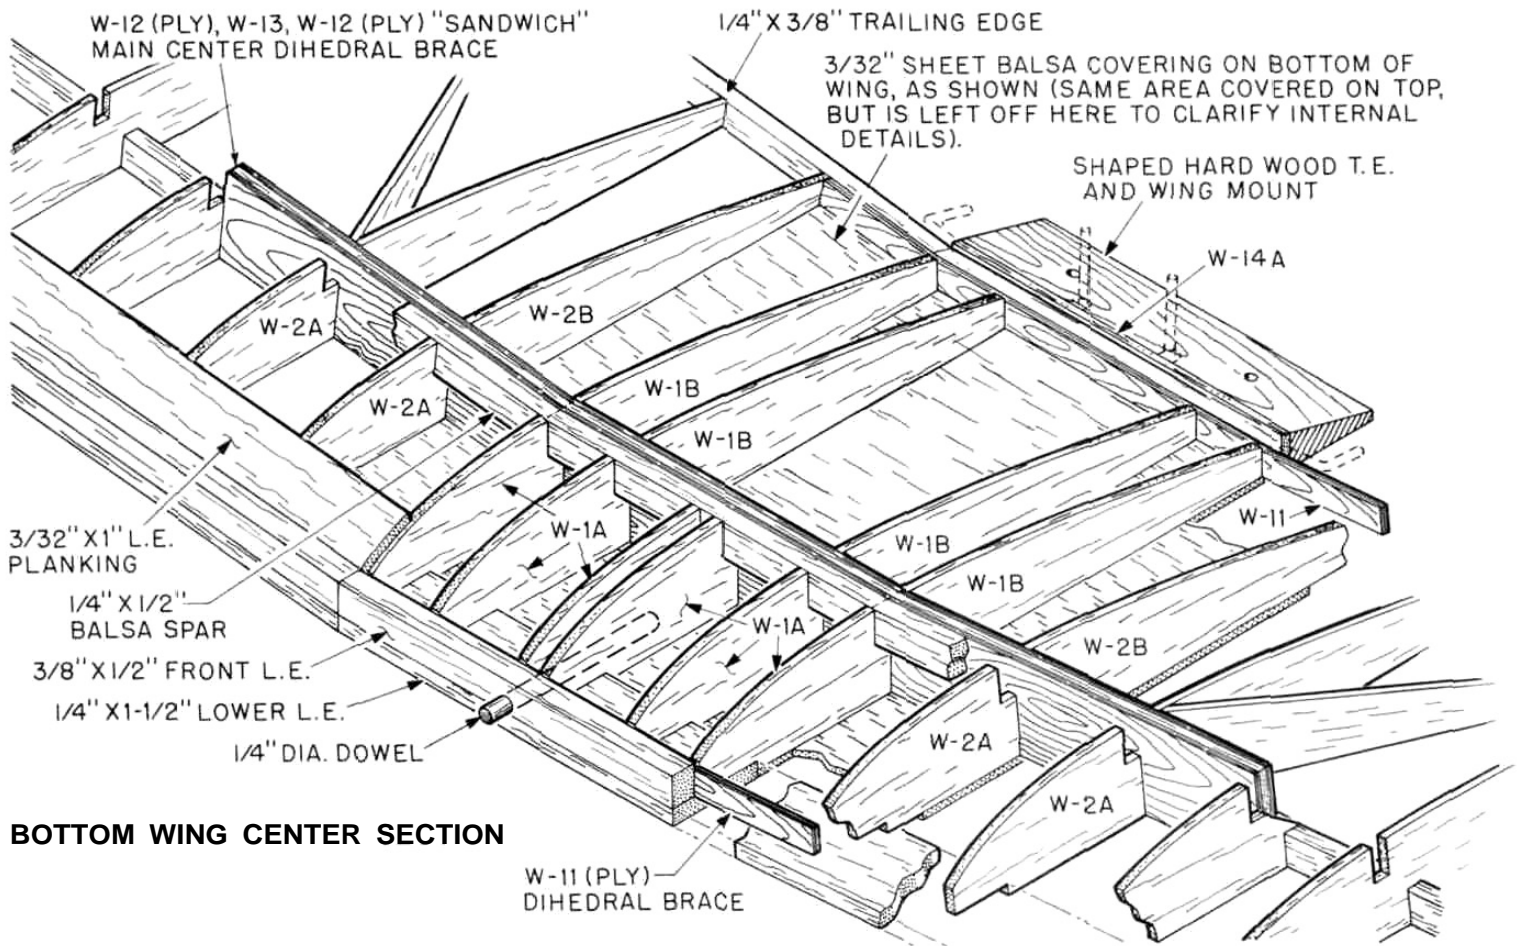 W-12 (PLY), W-13, W-12 (PLY) "SANDWICH"
MAIN CENTER DIHEDRAL BRACE
1/4" X 3/8" TRAILING EDGE
3/32" SHEET BALSA COVERING ON BOTTOM OF
WING, AS SHOWN (SAME AREA COVERED ON TOP,
BUT IS LEFT OFF HERE TO CLARIFY INTERNAL
DETAILS).
SHAPED HARD WOOD T.E.
AND WING MOUNT
W-14A
W-2A
W-2B
W-2A
W-1B
W-1B
W-1A
W-11
W-1B
W-1B
W-1A
W-2B
3/32" X 1" L.E.
PLANKING
1/4" X 1/2"
BALSA SPAR
3/8" X 1/2" FRONT L.E.
1/4" X 1-1/2" LOWER L.E.
1/4" DIA. DOWEL
W-2A
W-2A
BOTTOM WING CENTER SECTION
W-11 (PLY)
DIHEDRAL BRACE